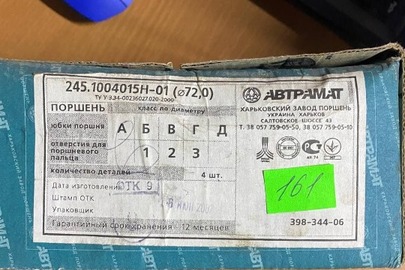 245.1004015Н-01 (⌀72,0)
ТУ У 3.34-00236027.020-2000
АВТРАМАТ
ПОРШЕНЬ
класс по диаметру
юбки поршня А Б В Г Д
отверстия для
поршневого
пальца 1 2 3
количество деталей 4 шт.
Дата изготовления
ОТК 9
Штамп ОТК
Упаковщик
Гарантийный срок хранения - 12 месяцев
ХАРЬКОВСКИЙ ЗАВОД ПОРШЕНЬ
УКРАИНА ХАРЬКОВ
САЛТОВСКОЕ ШОССЕ 43
Т. 38 057 759-05-50, 38 057 759-05-10
161
398-344-06
АВТРАМАТ